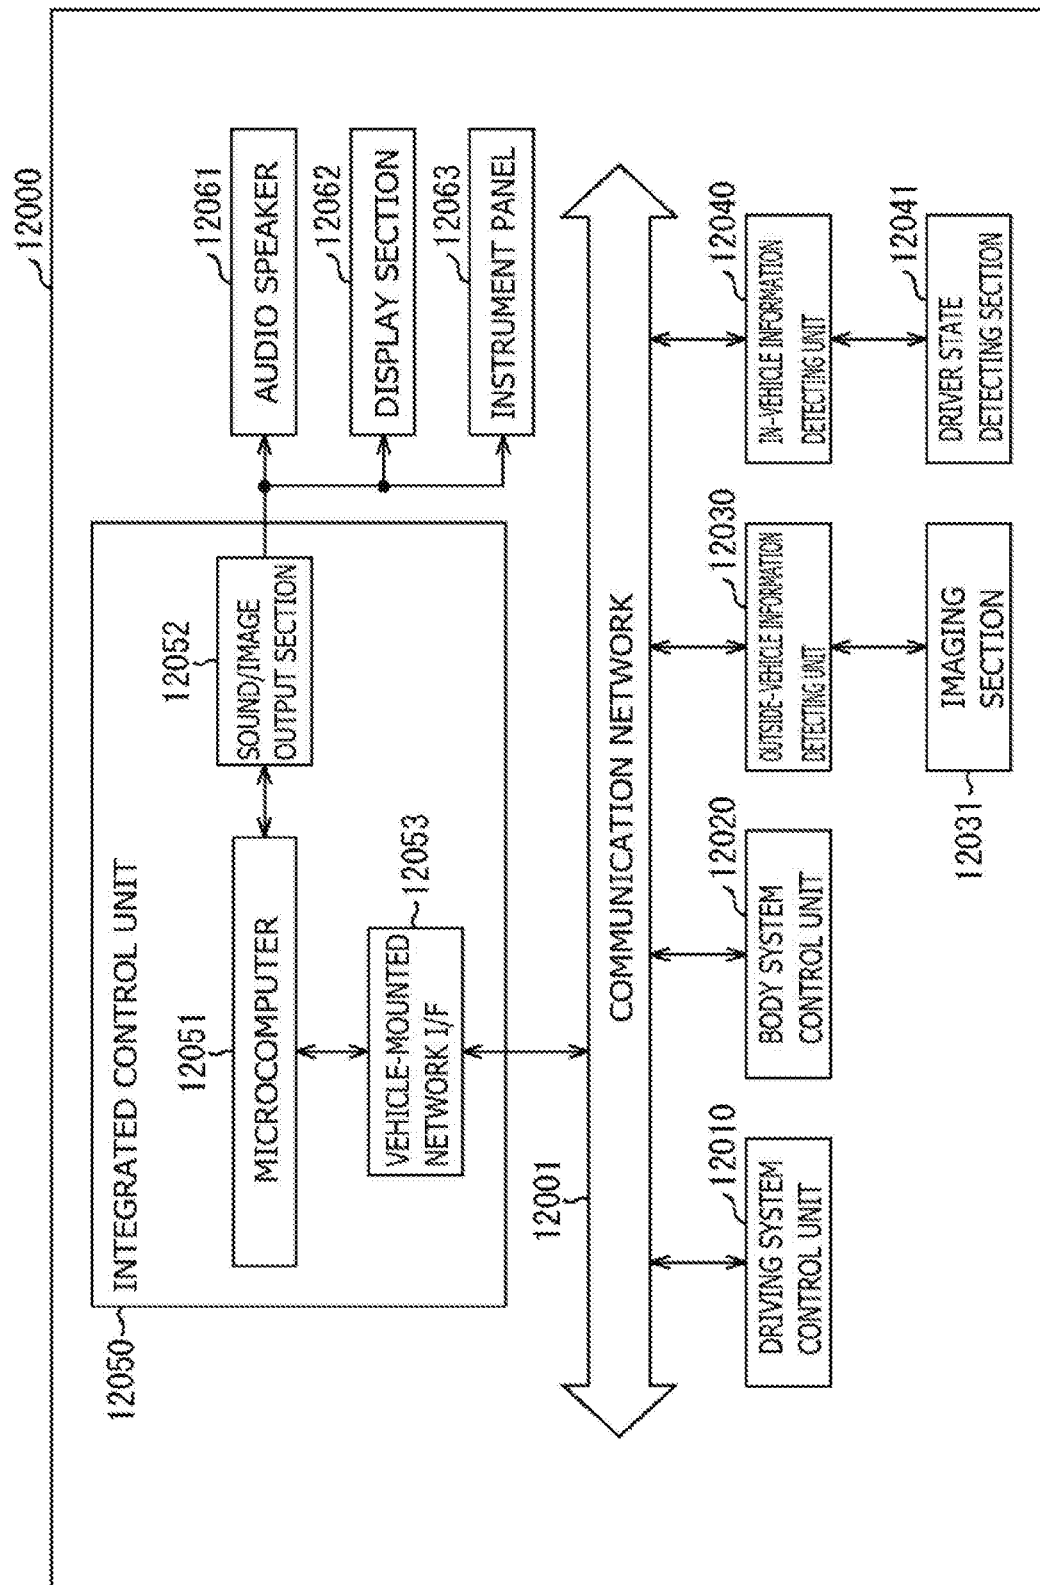 12000
12050
INTEGRATED CONTROL UNIT
12051
MICROCOMPUTER
12052
SOUND/IMAGE
OUTPUT SECTION
12053
VEHICLE-MOUNTED
NETWORK I/F
12061
AUDIO SPEAKER
12062
DISPLAY SECTION
12063
INSTRUMENT PANEL
12001
COMMUNICATION NETWORK
12010
DRIVING SYSTEM
CONTROL UNIT
12020
BODY SYSTEM
CONTROL UNIT
12030
OUTSIDE-VEHICLE INFORMATION
DETECTING UNIT
12040
IN-VEHICLE INFORMATION
DETECTING UNIT
12031
IMAGING
SECTION
12041
DRIVER STATE
DETECTING SECTION